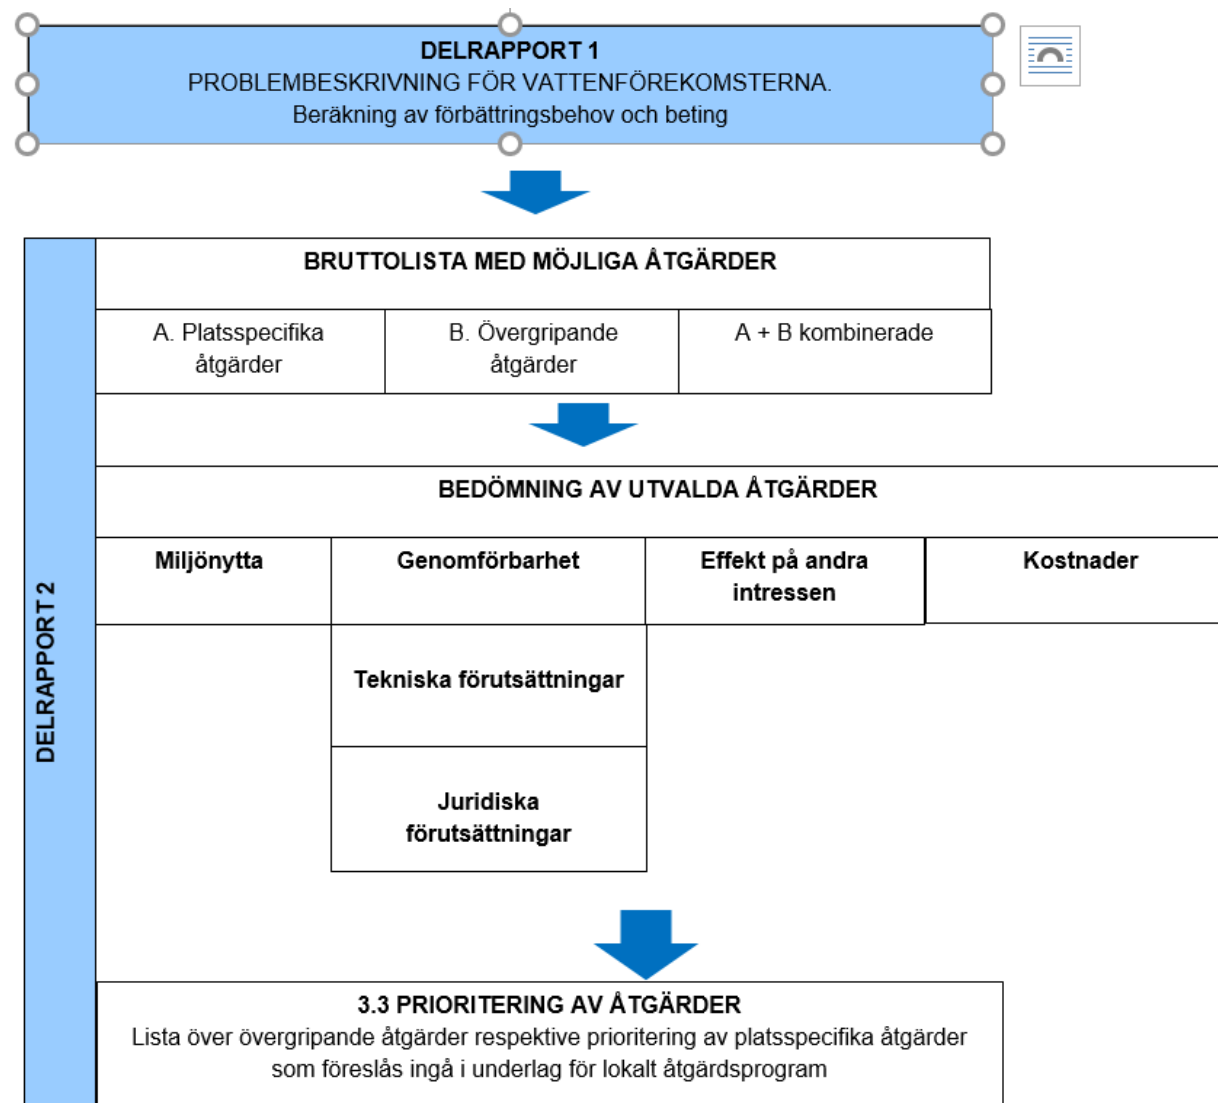 DELRAPPORT 1
PROBLEMBESKRIVNING FÖR VATTENFÖREKOMSTERNA.
Beräkning av förbättringsbehov och beting
DELRAPPORT 2
BRUTTOLISTA MED MÖJLIGA ÅTGÄRDER
A. Platsspecifika
åtgärder
B. Övergripande
åtgärder
A + B kombinerade
BEDÖMNING AV UTVALDA ÅTGÄRDER
Miljönytta
Genomförbarhet
Effekt på andra
intressen
Kostnader
Tekniska förutsättningar
Juridiska
förutsättningar
3.3 PRIORITERING AV ÅTGÄRDER
Lista över övergripande åtgärder respektive prioritering av platsspecifika åtgärder
som föreslås ingå i underlag för lokalt åtgärdsprogram